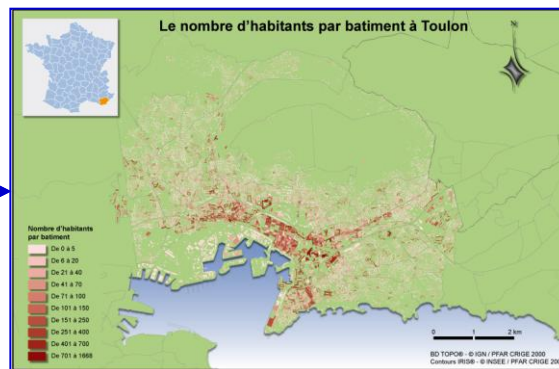 Le nombre d'habitants par batiment à Toulon
N
Nombre d'habitants
par batiment
De 0 à 5
De 6 à 20
De 21 à 40
De 41 à 70
De 71 à 100
De 101 à 150
De 151 à 250
De 251 à 400
De 401 à 700
De 701 à 1668
0 1 2 km
BD TOPO® - © IGN / PFAR CRIGE 2000
Contours IRIS® - © INSEE / PFAR CRIGE 2000